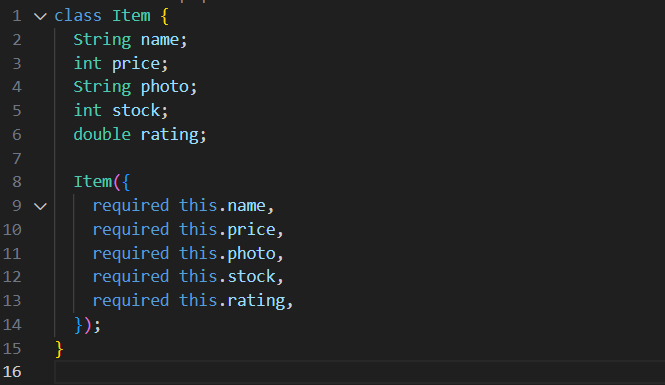 1 class Item {
2 String name;
3 int price;
4 String photo;
5 int stock;
6 double rating;
7
8 Item({
9 required this.name,
10 required this.price,
11 required this.photo,
12 required this.stock,
13 required this.rating,
14 });
15 }
16